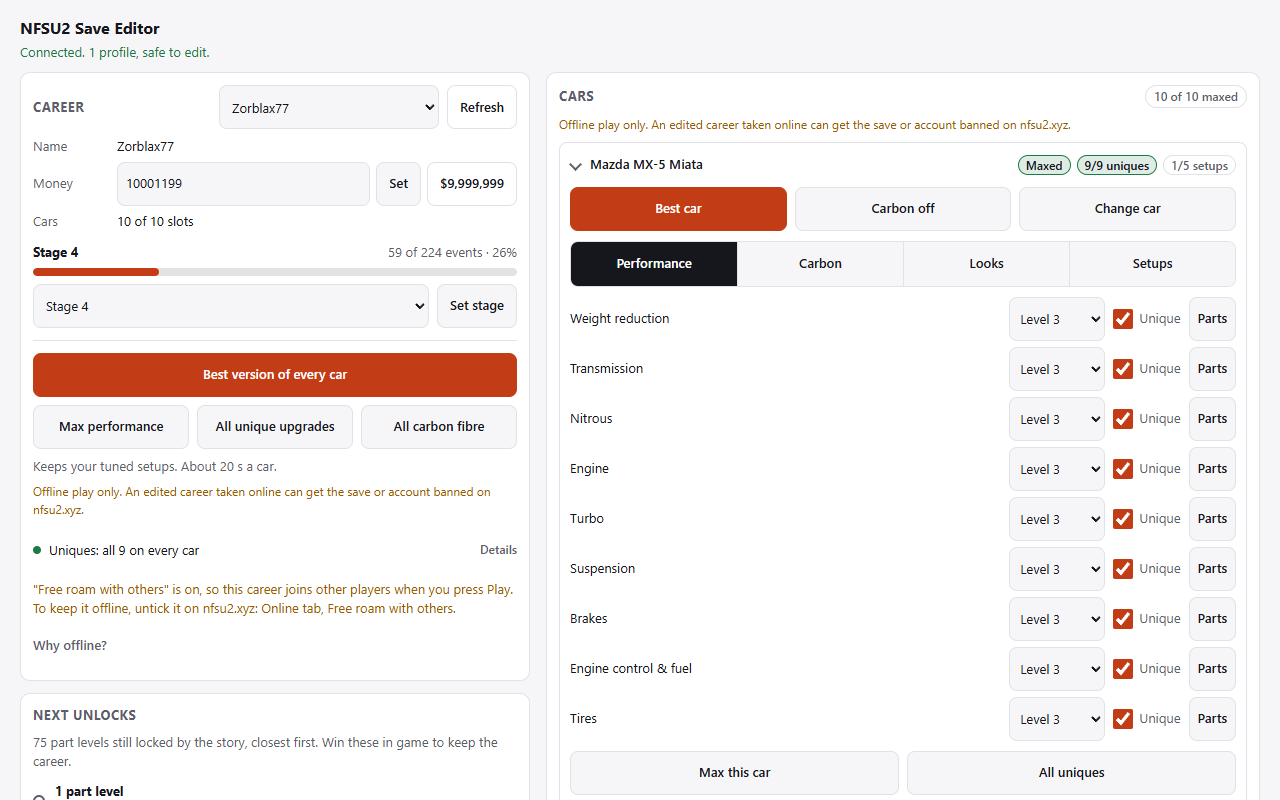 NFSU2 Save Editor
Connected. 1 profile, safe to edit.
CAREER
Zorblax77
Refresh
Name Zorblax77
Money 10001199 Set $9,999,999
Cars 10 of 10 slots
Stage 4 59 of 224 events · 26%
Stage 4 Set stage
Best version of every car
Max performance All unique upgrades All carbon fibre
Keeps your tuned setups. About 20 s a car.
Offline play only. An edited career taken online can get the save or account banned on
nfsu2.xyz.
Uniques: all 9 on every car Details
"Free roam with others" is on, so this career joins other players when you press Play.
To keep it offline, untick it on nfsu2.xyz: Online tab, Free roam with others.
Why offline?
NEXT UNLOCKS
75 part levels still locked by the story, closest first. Win these in game to keep the
career.
1 part level
CARS 10 of 10 maxed
Offline play only. An edited career taken online can get the save or account banned on nfsu2.xyz.
Mazda MX-5 Miata Maxed 9/9 uniques 1/5 setups
Best car Carbon off Change car
Performance Carbon Looks Setups
Weight reduction Level 3 Unique Parts
Transmission Level 3 Unique Parts
Nitrous Level 3 Unique Parts
Engine Level 3 Unique Parts
Turbo Level 3 Unique Parts
Suspension Level 3 Unique Parts
Brakes Level 3 Unique Parts
Engine control & fuel Level 3 Unique Parts
Tires Level 3 Unique Parts
Max this car All uniques